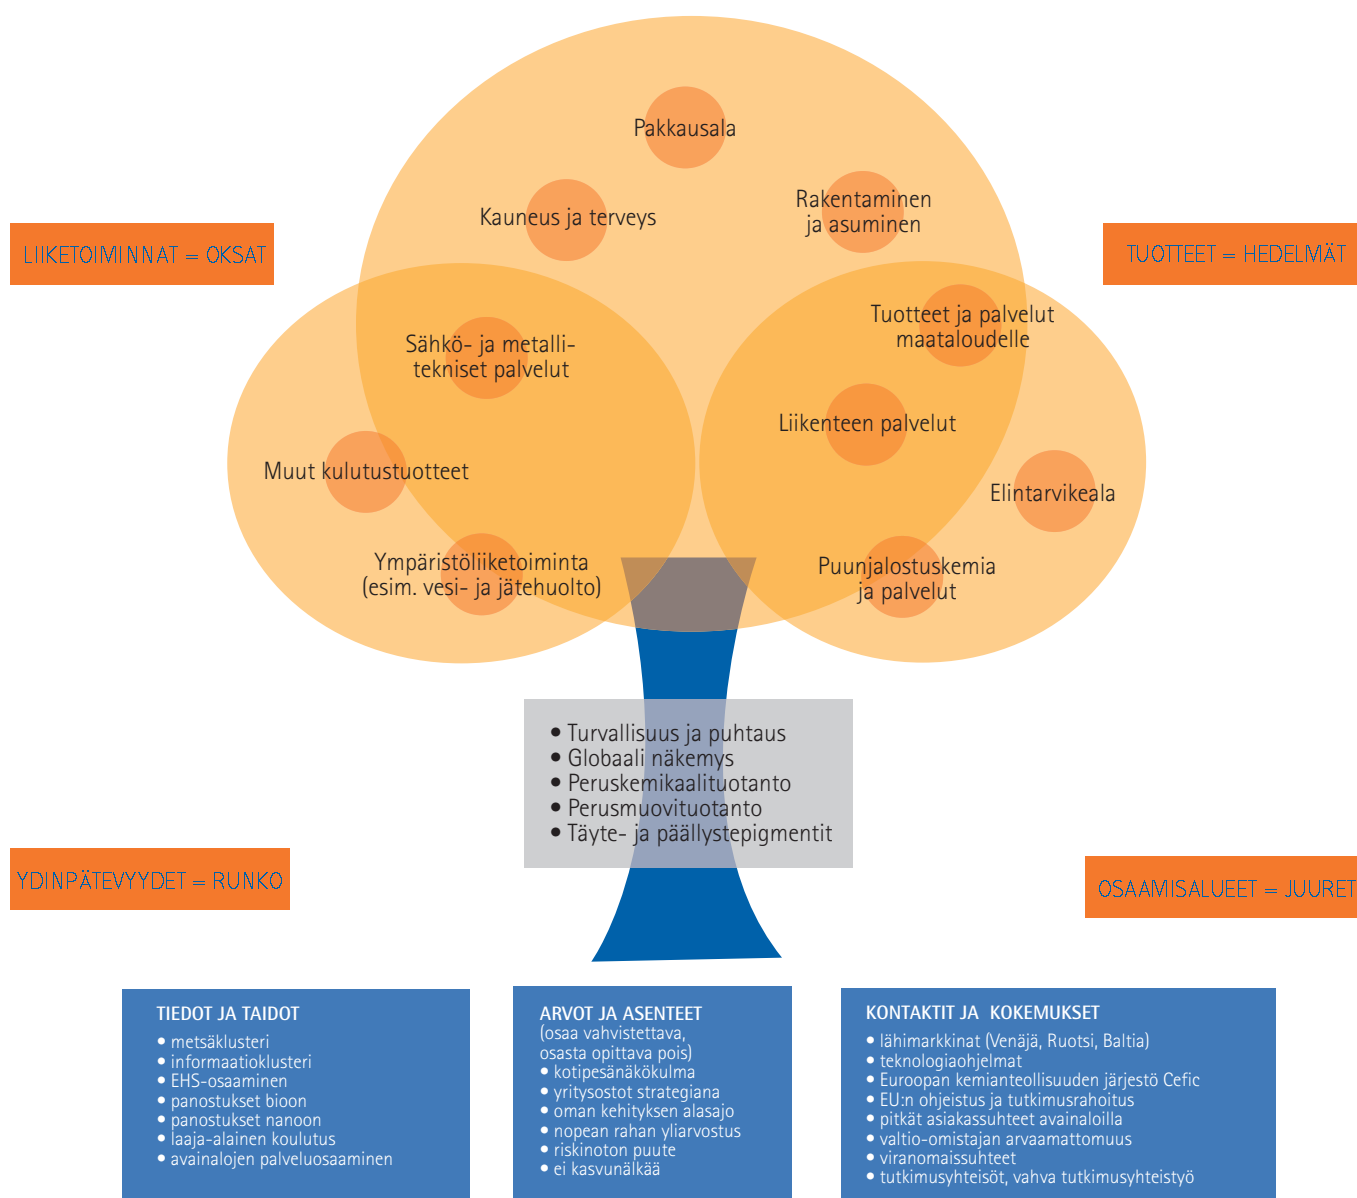 Pakkausala
Kauneus ja terveys
Rakentaminen
ja asuminen
LIIKETOIMINNAT = OKSAT
TUOTTEET = HEDELMÄT
Sähkö- ja metalli-
tekniset palvelut
Tuotteet ja palvelut
maataloudelle
Liikenteen palvelut
Muut kulutustuotteet
Elintarvikeala
Ympäristöliiketoiminta
(esim. vesi- ja jätehuolto)
Puunjalostuskemia
ja palvelut
• Turvallisuus ja puhtaus
• Globaali näkemys
• Peruskemikaalituotanto
• Perusmuovituotanto
• Täyte- ja päällystepigmentit
YDINPÄTEVYYDET = RUNKO
OSAAMISALUEET = JUURET
TIEDOT JA TAIDOT
• metsäklusteri
• informaatioklusteri
• EHS-osaaminen
• panostukset bioon
• panostukset nanoon
• laaja-alainen koulutus
• avainalojen palveluosaaminen
ARVOT JA ASENTEET
(osaa vahvistettava,
osasta opittava pois)
• kotipesänäkökulma
• yritysostot strategiana
• oman kehityksen alasajo
• nopean rahan yliarvostus
• riskinoton puute
• ei kasvunälkää
KONTAKTIT JA KOKEMUKSET
• lähimarkkinat (Venäjä, Ruotsi, Baltia)
• teknologiaohjelmat
• Euroopan kemianteollisuuden järjestö Cefic
• EU:n ohjeistus ja tutkimusrahoitus
• pitkät asiakassuhteet avainaloilla
• valtio-omistajan arvaamattomuus
• viranomaissuhteet
• tutkimusyhteisöt, vahva tutkimusyhteistyö